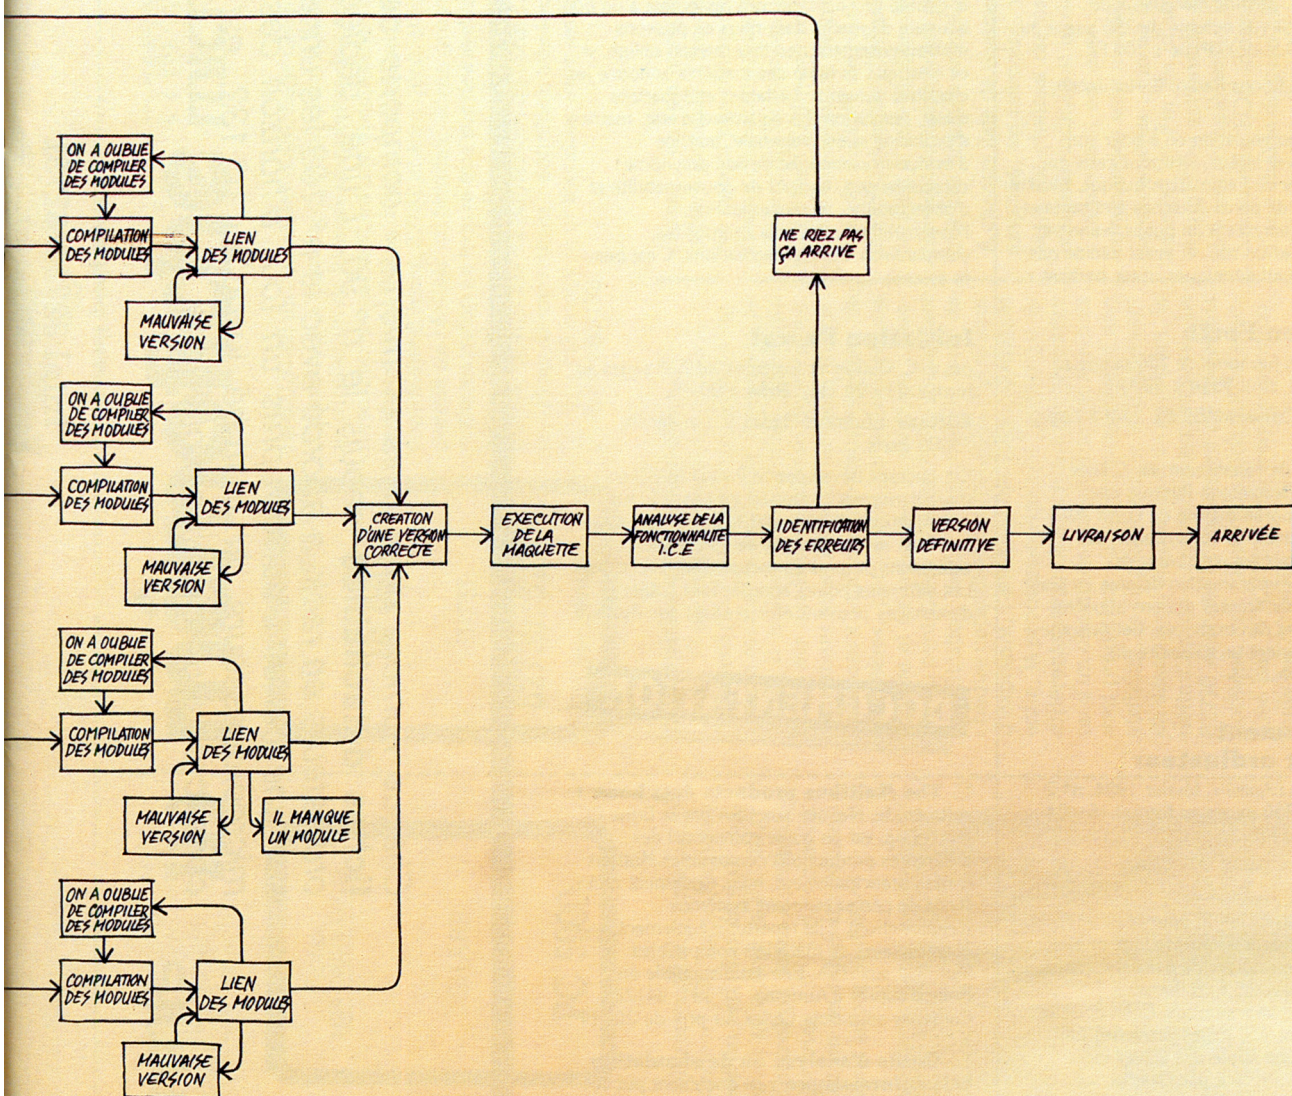 ON A OUBLIE
DE COMPILER
DES MODULES
COMPILATION
DES MODULES
LIEN
DES MODULES
MAUVAISE
VERSION
NE RIEZ PAS
ÇA ARRIVE
ON A OUBLIE
DE COMPILER
DES MODULES
COMPILATION
DES MODULES
LIEN
DES MODULES
MAUVAISE
VERSION
CREATION
D'UNE VERSION
CORRECTE
EXECUTION
DE LA
MAQUETTE
ANALYSE DE LA
FONCTIONNALITE
I.C.E
IDENTIFICATION
DES ERREURS
VERSION
DEFINITIVE
LIVRAISON
ARRIVÉE
ON A OUBLIE
DE COMPILER
DES MODULES
COMPILATION
DES MODULES
LIEN
DES MODULES
MAUVAISE
VERSION
IL MANQUE
UN MODULE
ON A OUBLIE
DE COMPILER
DES MODULES
COMPILATION
DES MODULES
LIEN
DES MODULES
MAUVAISE
VERSION